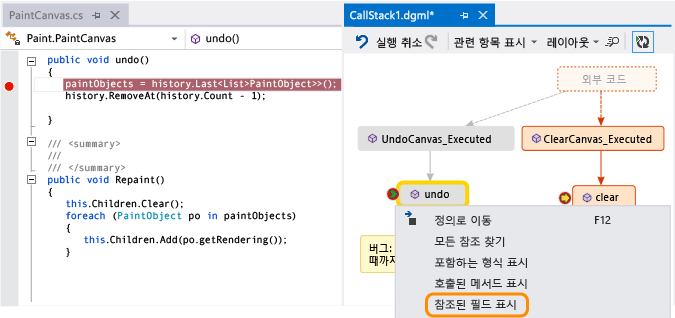 PaintCanvas.cs
Paint.PaintCanvas
undo()
public void undo()
{
paintObjects = history.Last<List>PaintObject>>();
history.RemoveAt(history.Count - 1);
}
/// <summary>
///
/// </summary>
public void Repaint()
{
this.Children.Clear();
foreach (PaintObject po in paintObjects)
{
this.Children.Add(po.getRendering());
}
CallStack1.dgml*
실행 취소
관련 항목 표시
레이아웃
외부 코드
UndoCanvas_Executed
ClearCanvas_Executed
undo
clear
버그:
때까지
정의로 이동 F12
모든 참조 찾기
포함하는 형식 표시
호출된 메서드 표시
참조된 필드 표시